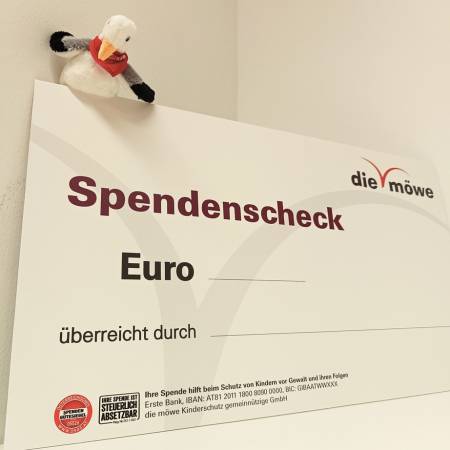 die möwe
Spendenscheck
Euro
überreicht durch
Ihre Spende hilft beim Schutz von Kindern vor Gewalt und ihren Folgen
Erste Bank, IBAN: AT81 2011 1800 8090 0000, BIC: GIBAATWWXXX
die möwe Kinderschutz gemeinnützige GmbH
SPENDEN
GÜTESIEGEL
IHRE SPENDE IST
STEUERLICH
ABSETZBAR